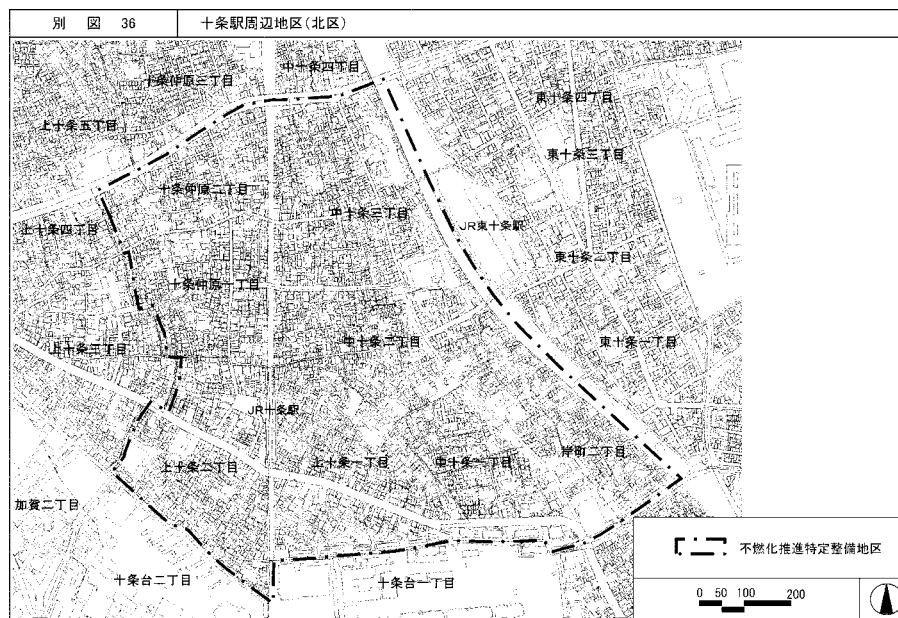 別 図 36
十条駅周辺地区(北区)
中十条四丁目
十条仲原三丁目
東十条四丁目
上十条五丁目
東十条三丁目
十条仲原二丁目
中十条三丁目
上十条四丁目
JR東十条駅
東十条二丁目
十条仲原一丁目
上十条三丁目
中十条二丁目
東十条一丁目
JR十条駅
岸町二丁目
上十条二丁目
上十条一丁目
中十条一丁目
加賀二丁目
十条台二丁目
十条台一丁目
不燃化推進特定整備地区
0 50 100 200